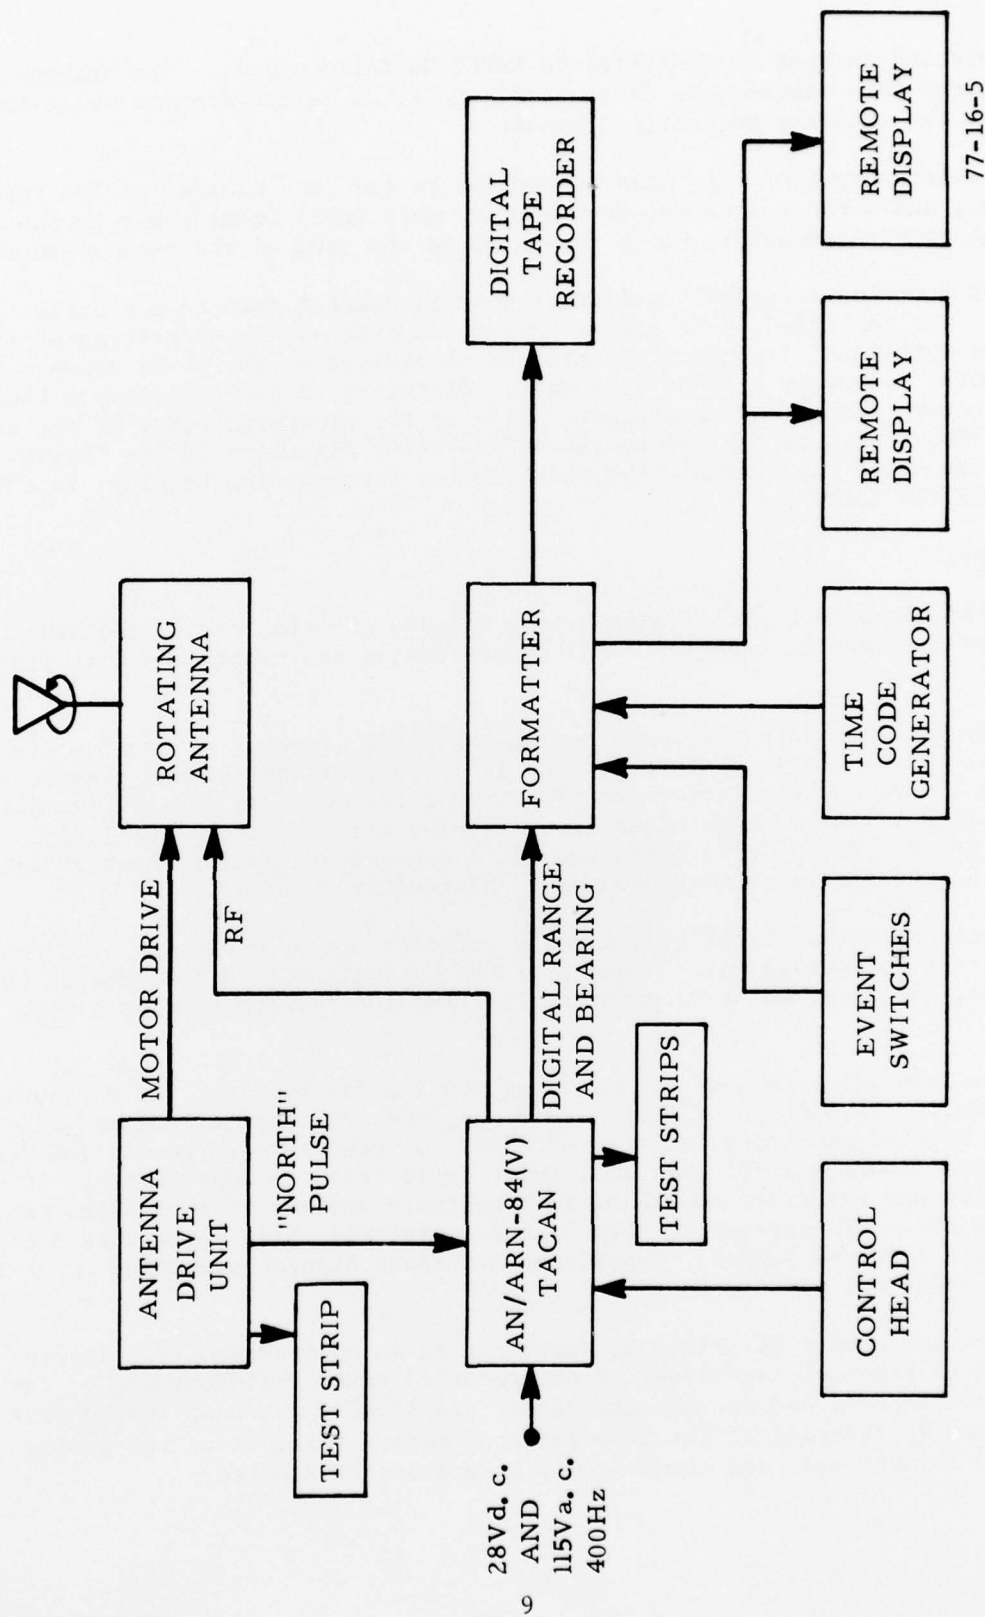 ROTATING
ANTENNA
MOTOR DRIVE
RF
ANTENNA
DRIVE
UNIT
"NORTH"
PULSE
TEST STRIP
DIGITAL
TAPE
RECORDER
FORMATTER
DIGITAL RANGE
AND BEARING
AN/ARN-84(V)
TACAN
28Vd. c.
AND
115Va. c.
400Hz
TEST STRIPS
CONTROL
HEAD
EVENT
SWITCHES
TIME
CODE
GENERATOR
REMOTE
DISPLAY
REMOTE
DISPLAY
77-16-5
9